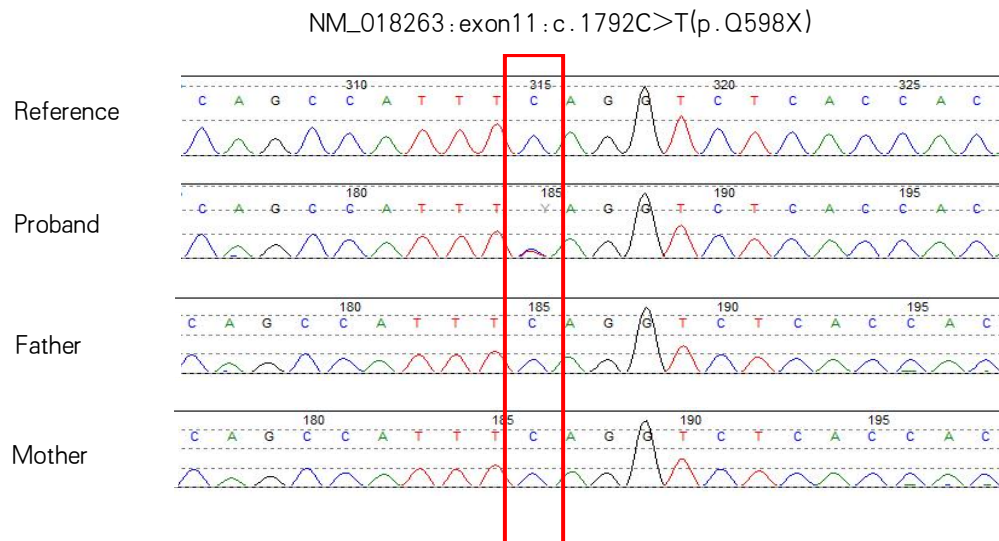 NM_018263:exon11:c.1792C>T(p.Q598X)
310 315 320 325
Reference C A G C C A T T T C A G G T C T C A C C A C
180 185 190 195
Proband C A G C C A T T T Y A G G T C T C A C C A C
180 185 190 195
Father C A G C C A T T T C A G G T C T C A C C A C
180 185 190 195
Mother C A G C C A T T T C A G G T C T C A C C A C